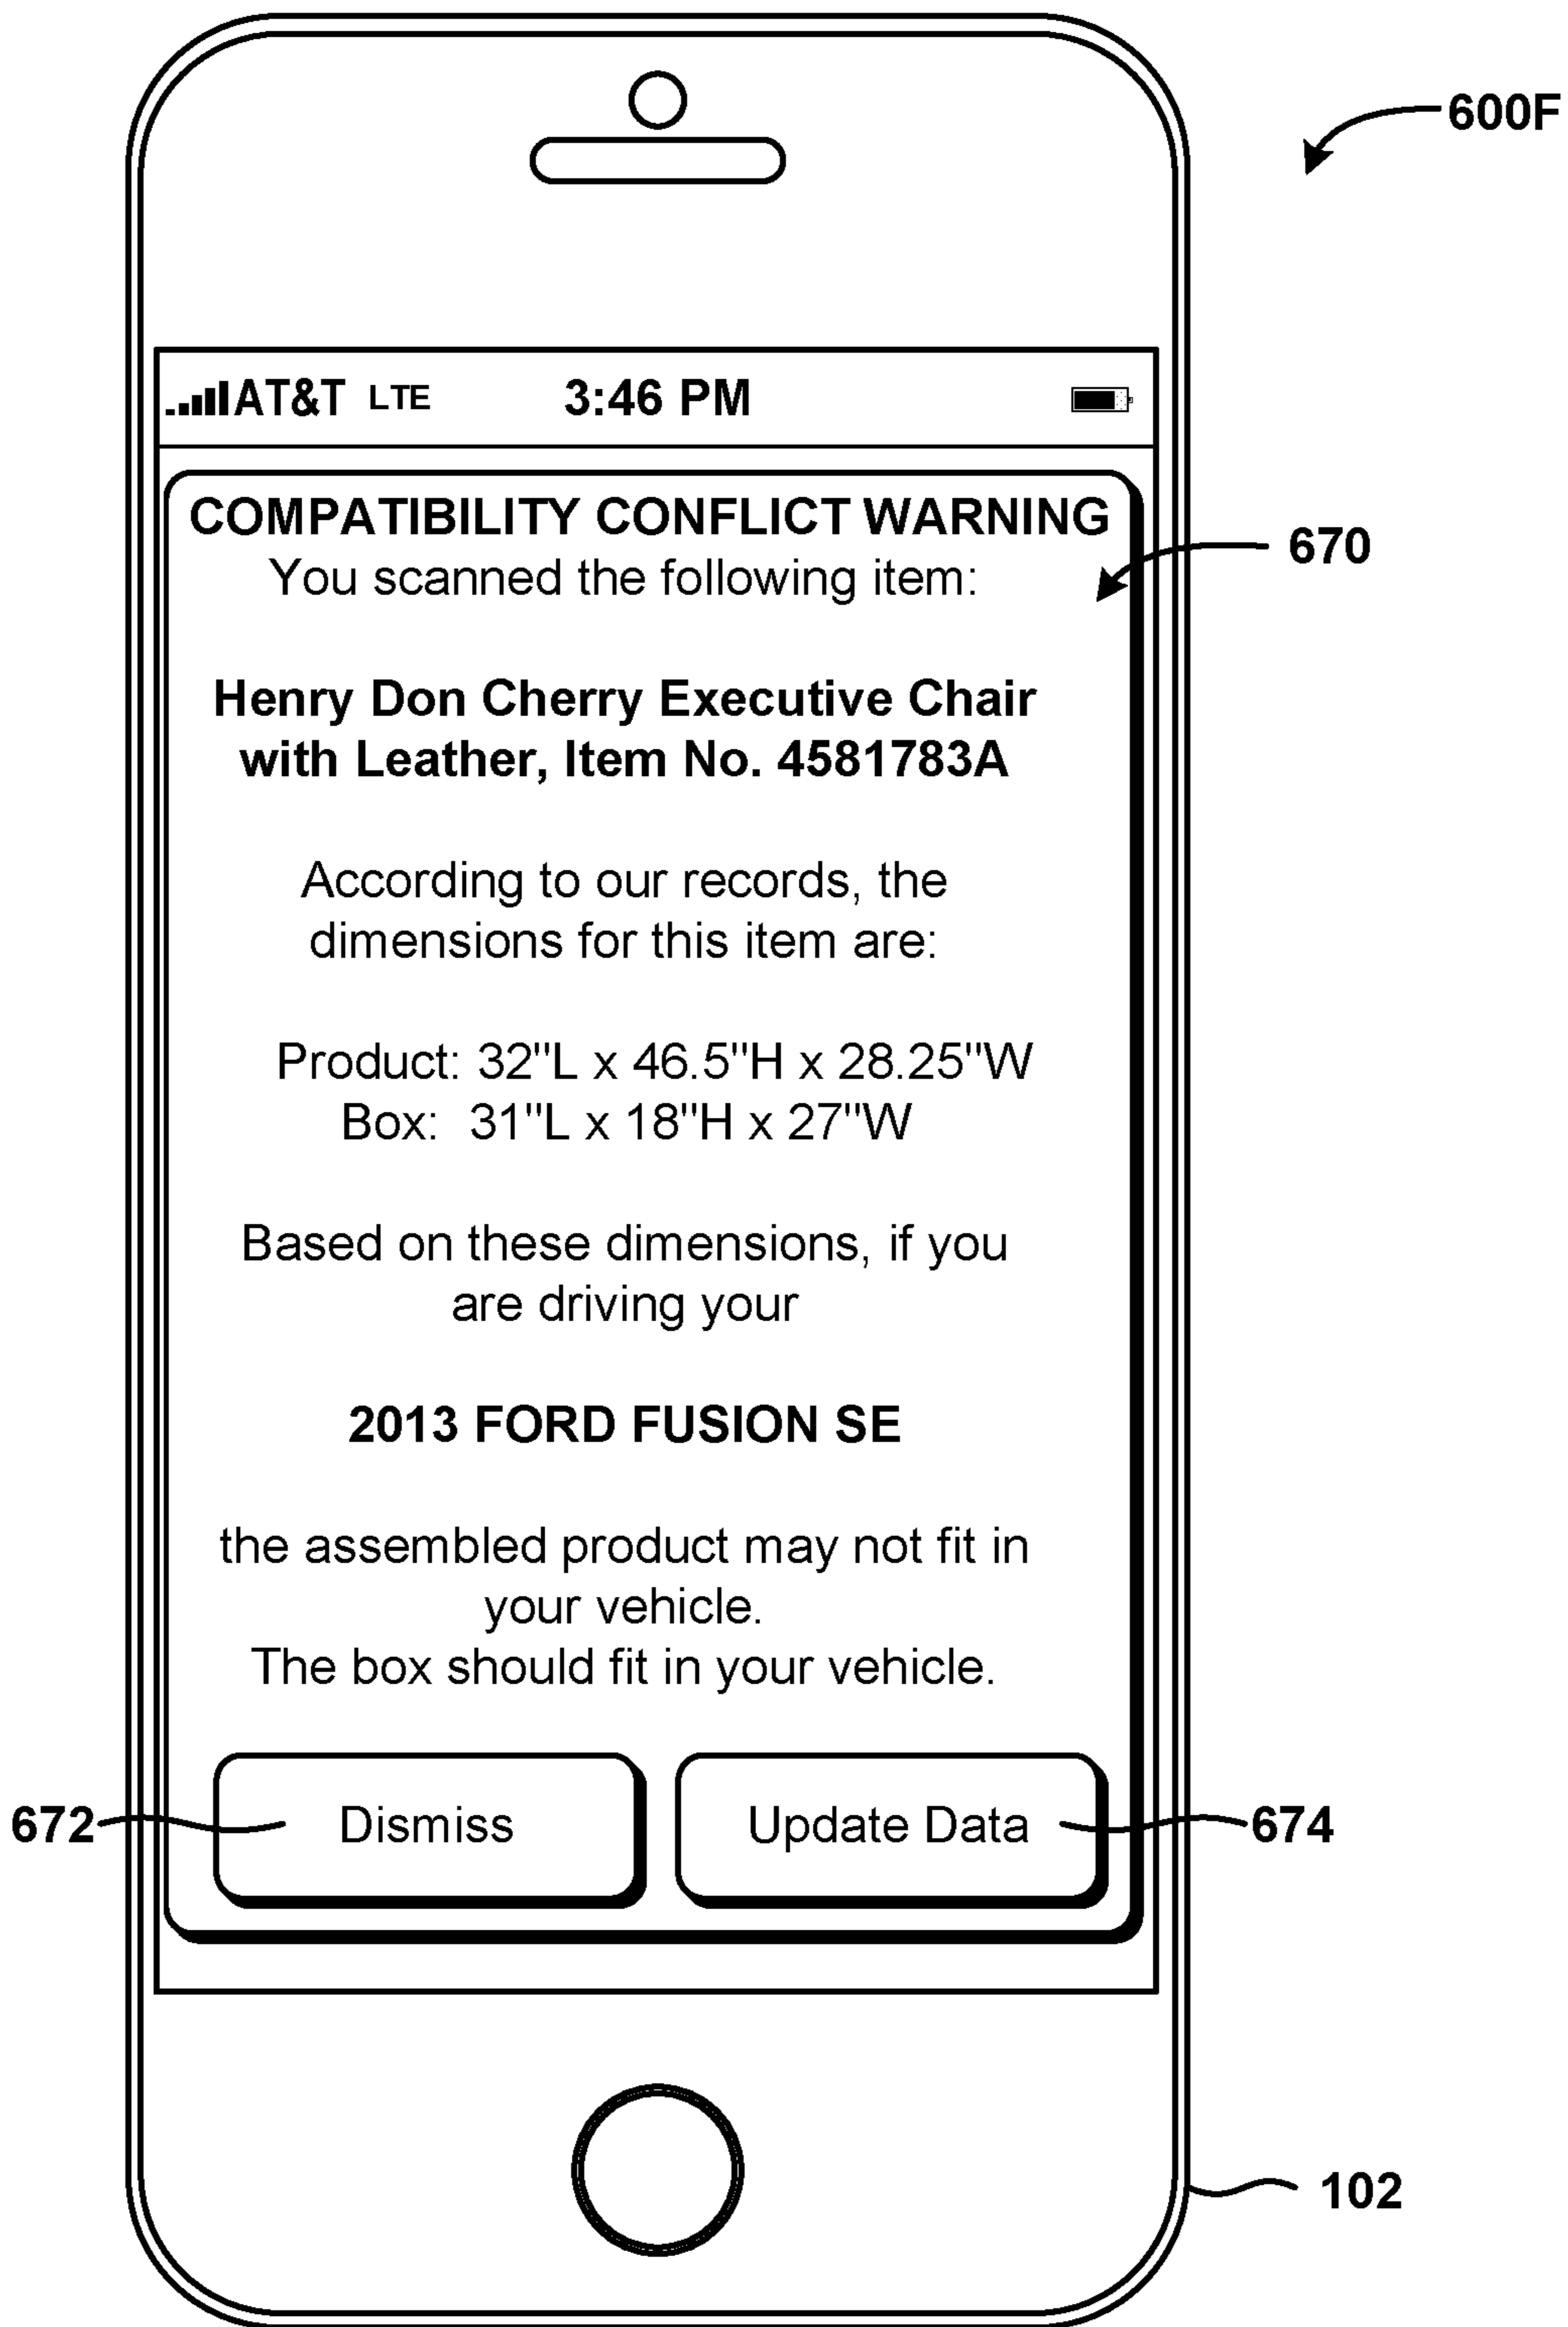 600F
AT&T LTE 3:46 PM
COMPATIBILITY CONFLICT WARNING
670
You scanned the following item:
Henry Don Cherry Executive Chair
with Leather, Item No. 4581783A
According to our records, the
dimensions for this item are:
Product: 32"L x 46.5"H x 28.25"W
Box: 31"L x 18"H x 27"W
Based on these dimensions, if you
are driving your
2013 FORD FUSION SE
the assembled product may not fit in
your vehicle.
The box should fit in your vehicle.
672 Dismiss Update Data 674
102